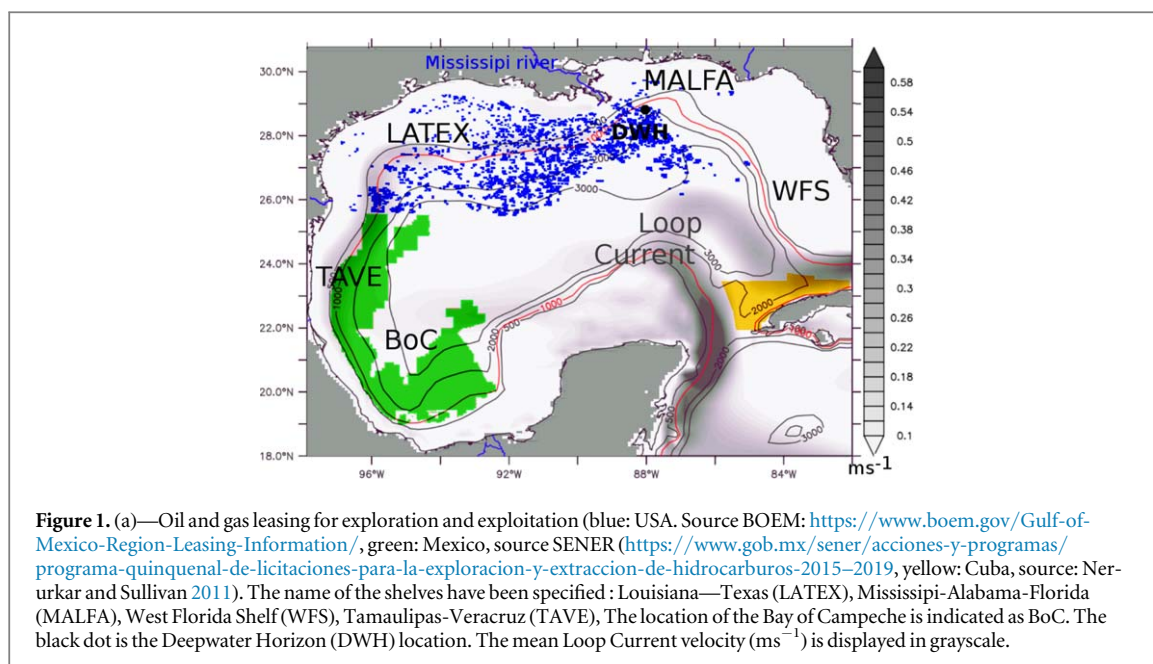 Mississipi river
MALFA
30.0°N
LATEX
28.0°N
1000
DWH
200
3000
WFS
26.0°N
Loop
Current
3000
24.0°N
TAVE
1000
1000
2000
22.0°N
500
2000
BoC
2000
20.0°N
500
3000
18.0°N
96°W
92°W
88°W
84°W
0.58
0.54
0.5
0.46
0.42
0.38
0.34
0.3
0.26
0.22
0.18
0.14
0.1
ms-1
Figure 1. (a)—Oil and gas leasing for exploration and exploitation (blue: USA. Source BOEM: https://www.boem.gov/Gulf-of-
Mexico-Region-Leasing-Information/, green: Mexico, source SENER (https://www.gob.mx/sener/acciones-y-programas/
programa-quinquenal-de-licitaciones-para-la-exploracion-y-extraccion-de-hidrocarburos-2015–2019, yellow: Cuba, source: Ner-
urkar and Sullivan 2011). The name of the shelves have been specified : Louisiana—Texas (LATEX), Mississipi-Alabama-Florida
(MALFA), West Florida Shelf (WFS), Tamaulipas-Veracruz (TAVE), The location of the Bay of Campeche is indicated as BoC. The
black dot is the Deepwater Horizon (DWH) location. The mean Loop Current velocity (ms−1) is displayed in grayscale.